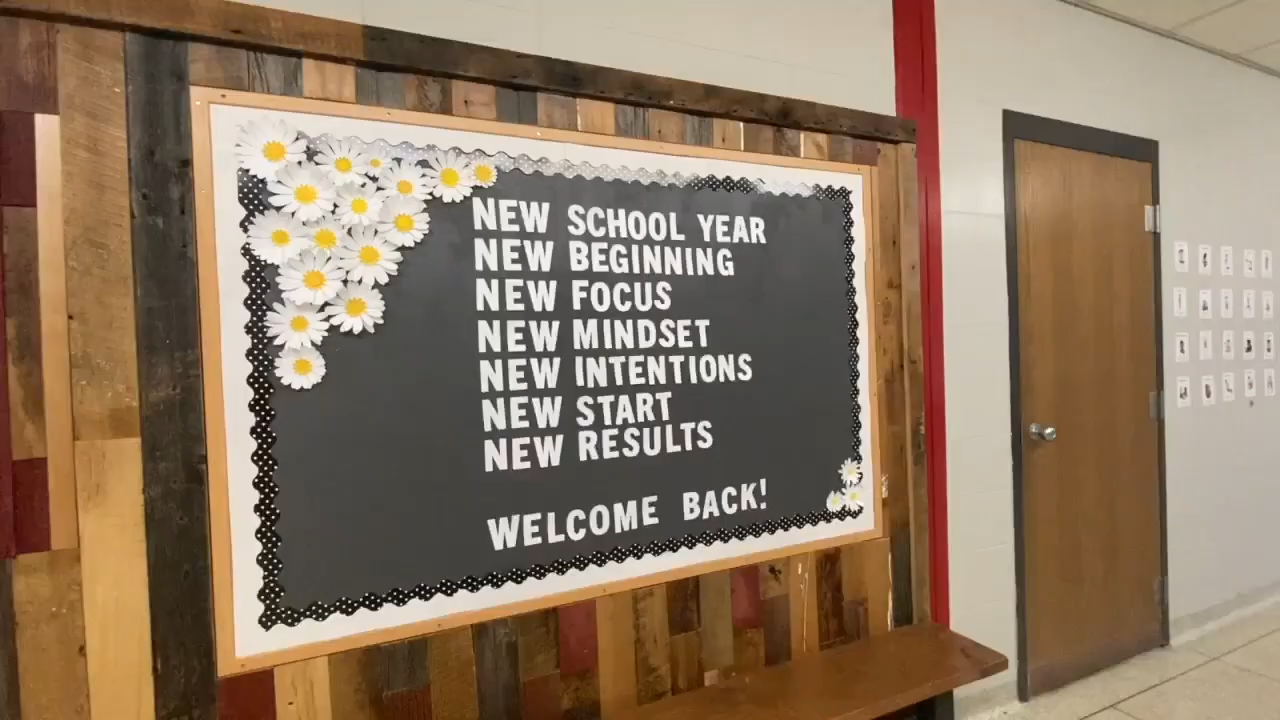 NEW SCHOOL YEAR
NEW BEGINNING
NEW FOCUS
NEW MINDSET
NEW INTENTIONS
NEW START
NEW RESULTS
WELCOME BACK!